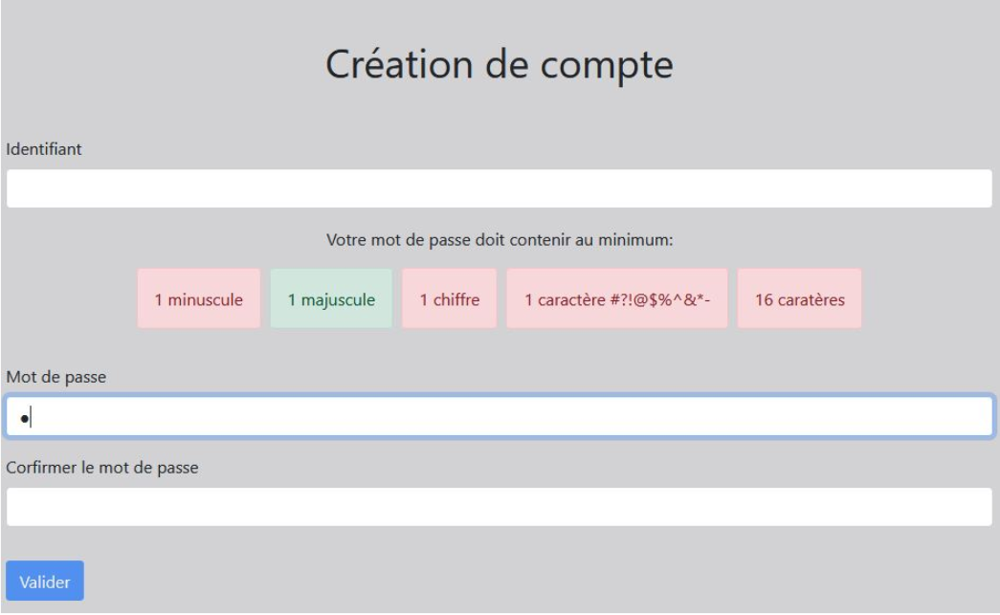 Création de compte
Identifiant
Votre mot de passe doit contenir au minimum:
1 minuscule 1 majuscule 1 chiffre 1 caractère #?!@$%^&*- 16 caratères
Mot de passe
●
Corfirmer le mot de passe
Valider